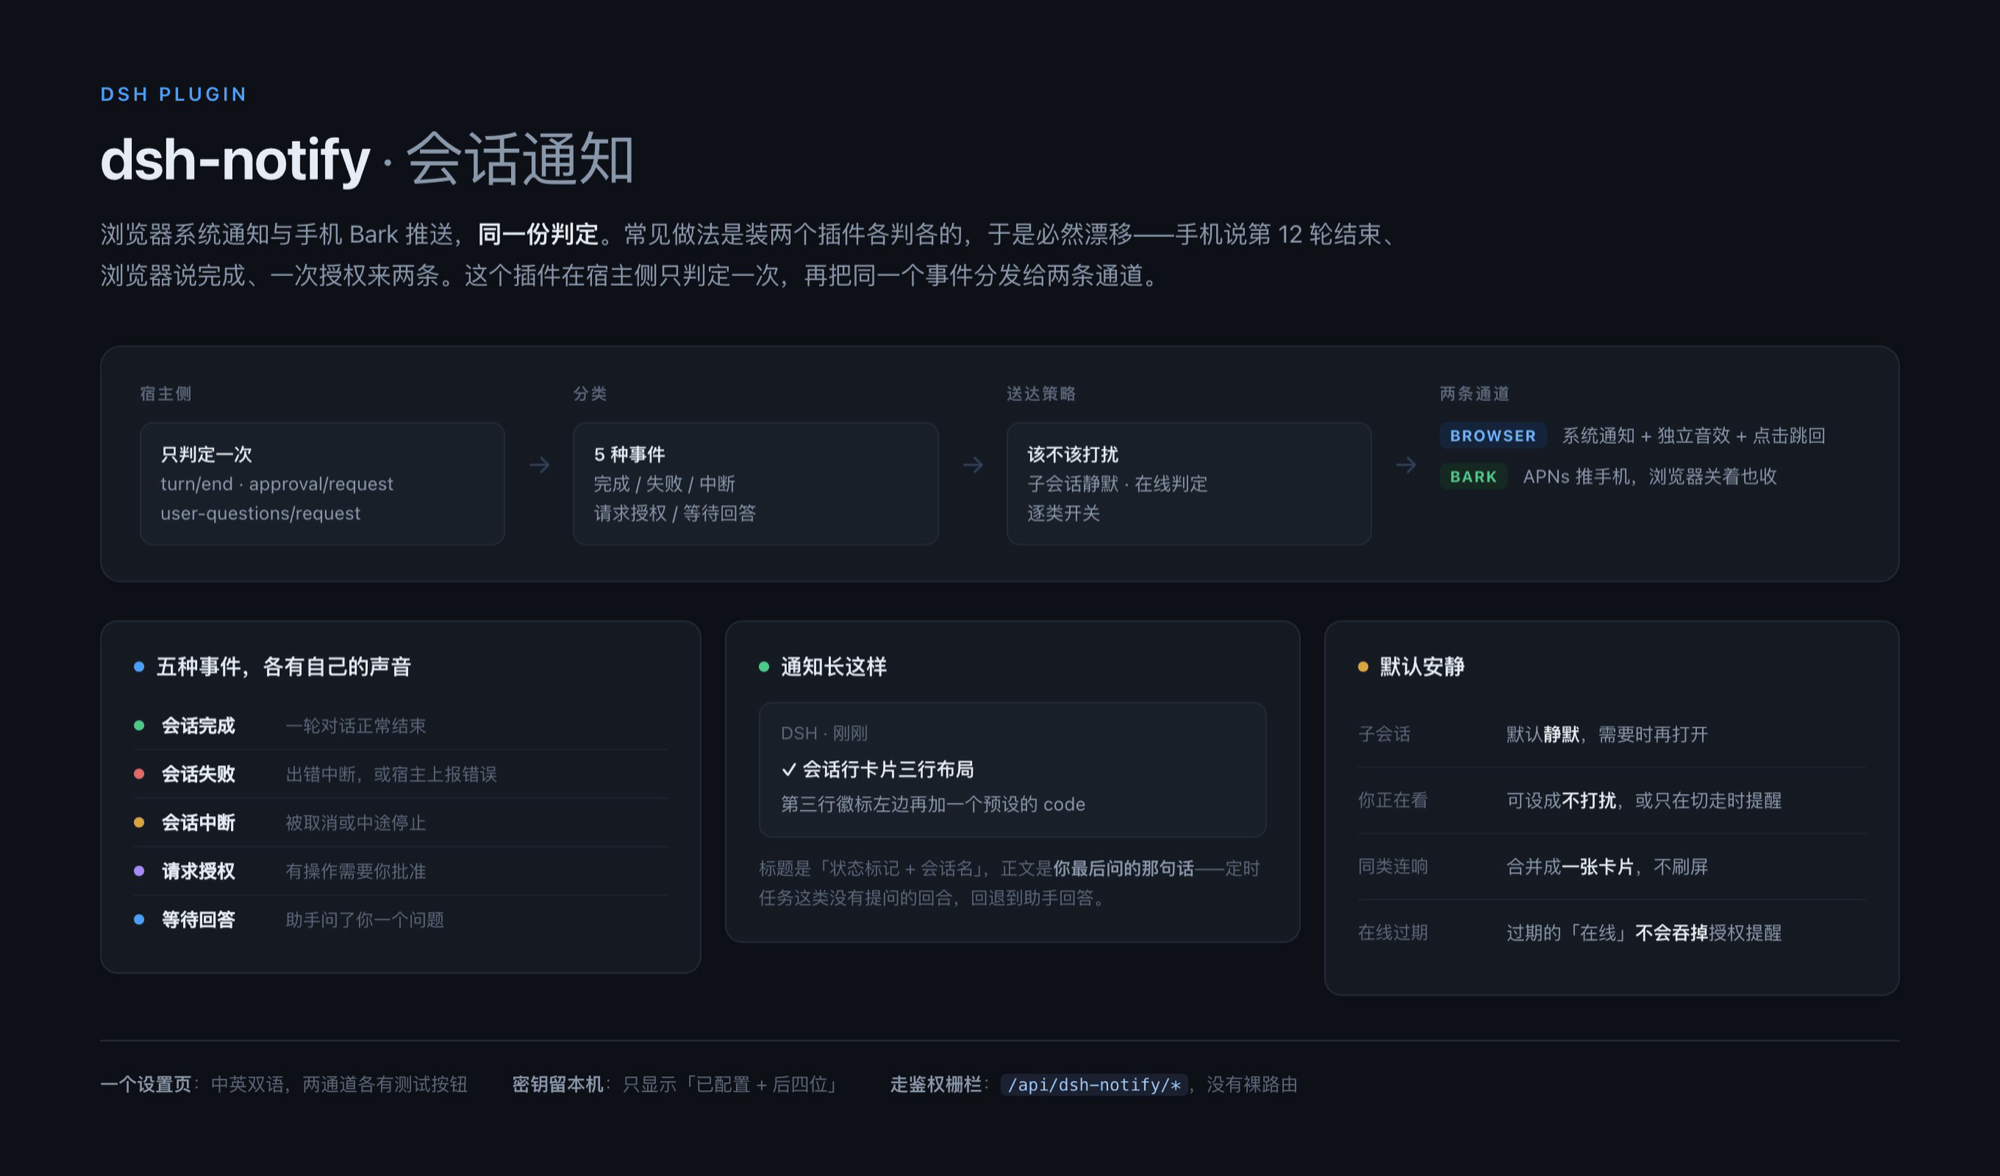 DSH PLUGIN
dsh-notify · 会话通知
浏览器系统通知与手机 Bark 推送，同一份判定。常见做法是装两个插件各判各的，于是必然漂移——手机说第 12 轮结束、
浏览器说完成、一次授权来两条。这个插件在宿主侧只判定一次，再把同一个事件分发给两条通道。
宿主侧
只判定一次
turn/end · approval/request
user-questions/request
→
分类
5 种事件
完成 / 失败 / 中断
请求授权 / 等待回答
→
送达策略
该不该打扰
子会话静默 · 在线判定
逐类开关
→
两条通道
BROWSER 系统通知 + 独立音效 + 点击跳回
BARK APNs 推手机，浏览器关着也收
五种事件，各有自己的声音
会话完成 一轮对话正常结束
会话失败 出错中断，或宿主上报错误
会话中断 被取消或中途停止
请求授权 有操作需要你批准
等待回答 助手问了你一个问题
通知长这样
DSH · 刚刚
✓ 会话行卡片三行布局
第三行徽标左边再加一个预设的 code
标题是「状态标记 + 会话名」，正文是你最后问的那句话——定时
任务这类没有提问的回合，回退到助手回答。
默认安静
子会话 默认静默，需要时再打开
你正在看 可设成不打扰，或只在切走时提醒
同类连响 合并成一张卡片，不刷屏
在线过期 过期的「在线」不会吞掉授权提醒
一个设置页：中英双语，两通道各有测试按钮 密钥留本机：只显示「已配置 + 后四位」 走鉴权栅栏：/api/dsh-notify/*，没有裸路由